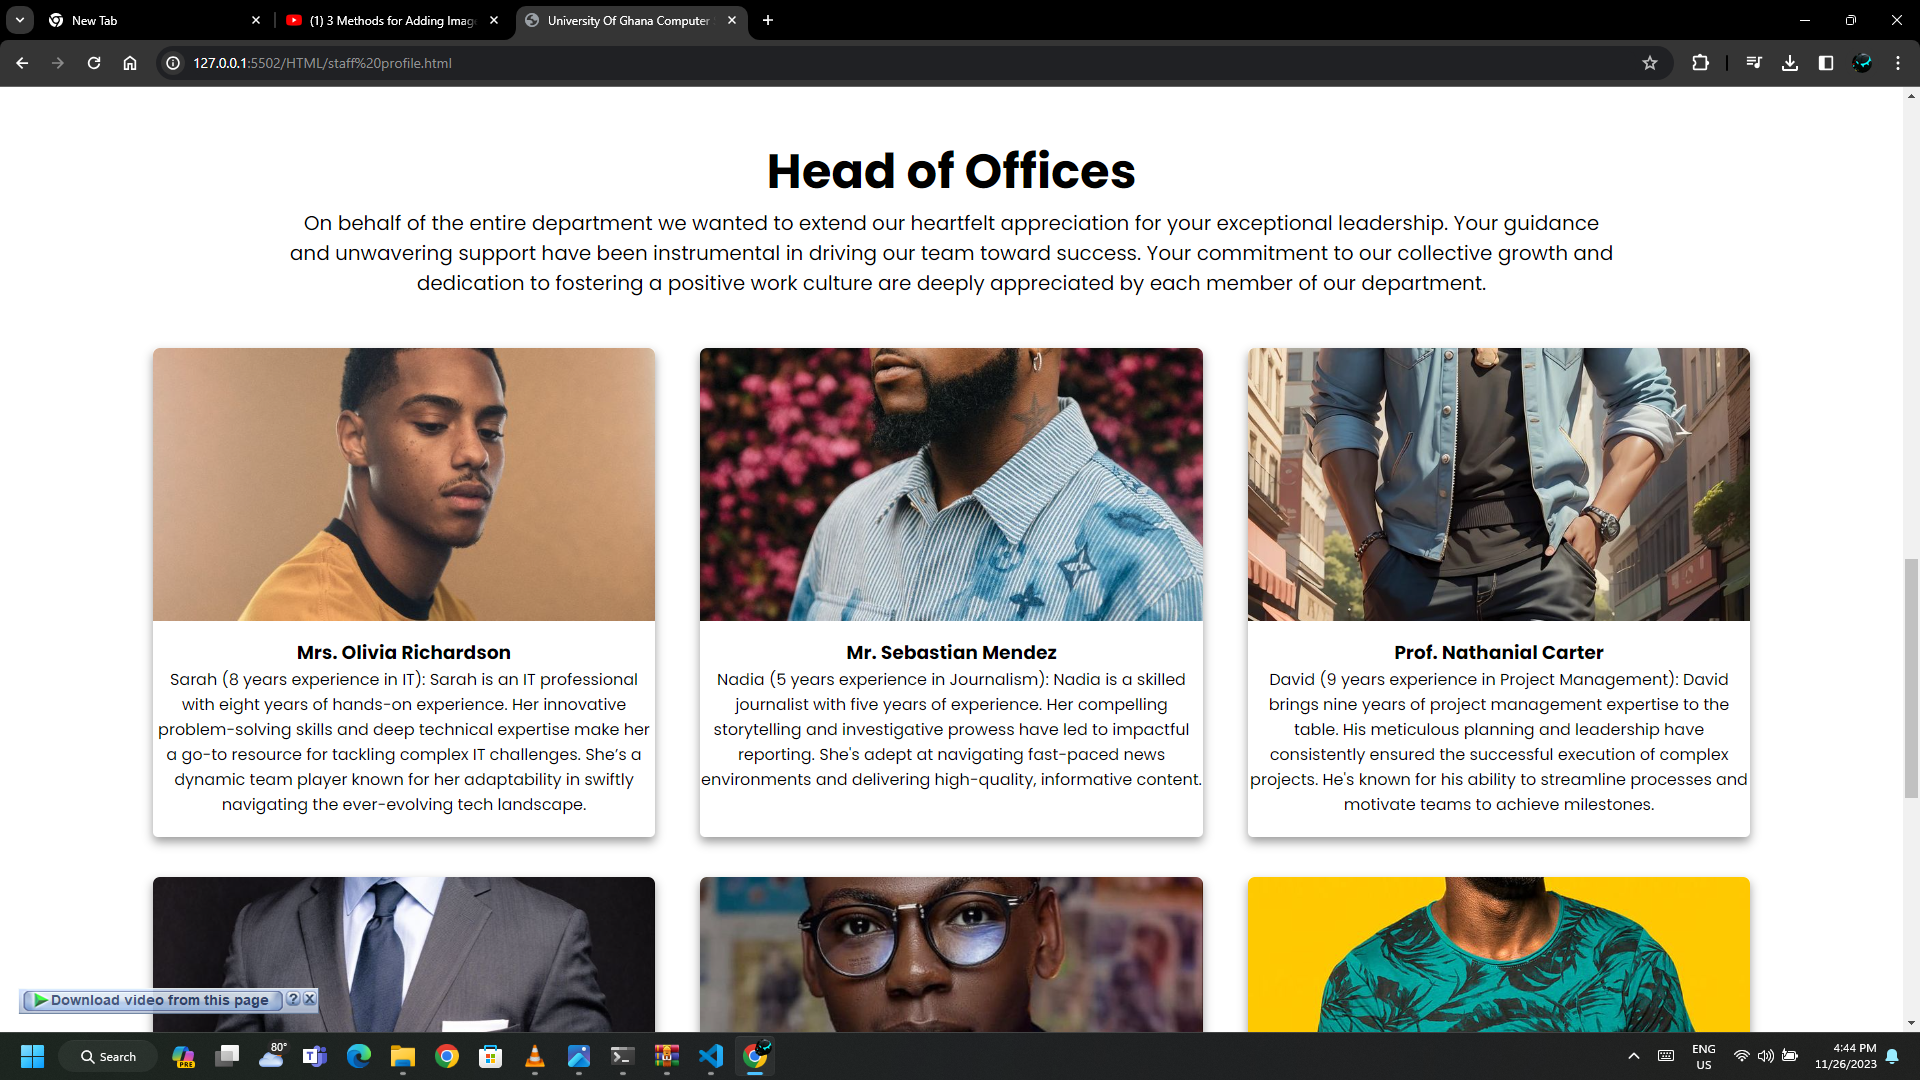 New Tab
(1) 3 Methods for Adding Imag
University Of Ghana Computer
127.0.0.1:5502/HTML/staff%20profile.html
Head of Offices
On behalf of the entire department we wanted to extend our heartfelt appreciation for your exceptional leadership. Your guidance
and unwavering support have been instrumental in driving our team toward success. Your commitment to our collective growth and
dedication to fostering a positive work culture are deeply appreciated by each member of our department.
Mrs. Olivia Richardson
Sarah (8 years experience in IT): Sarah is an IT professional
with eight years of hands-on experience. Her innovative
problem-solving skills and deep technical expertise make her
a go-to resource for tackling complex IT challenges. She’s a
dynamic team player known for her adaptability in swiftly
navigating the ever-evolving tech landscape.
Mr. Sebastian Mendez
Nadia (5 years experience in Journalism): Nadia is a skilled
journalist with five years of experience. Her compelling
storytelling and investigative prowess have led to impactful
reporting. She's adept at navigating fast-paced news
environments and delivering high-quality, informative content.
Prof. Nathanial Carter
David (9 years experience in Project Management): David
brings nine years of project management expertise to the
table. His meticulous planning and leadership have
consistently ensured the successful execution of complex
projects. He's known for his ability to streamline processes and
motivate teams to achieve milestones.
Download video from this page
?
Search
PRE
80°
ENG
US
4:44 PM
11/26/2023